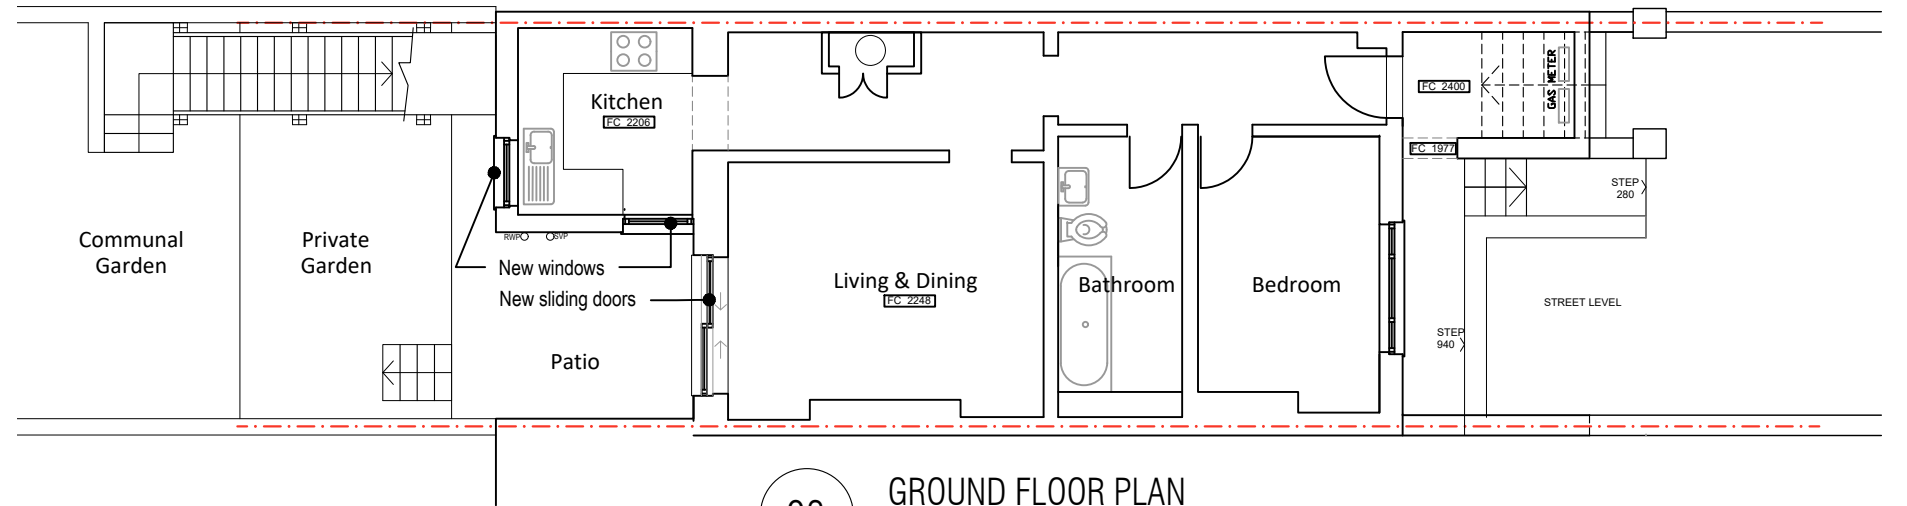 Kitchen
FC 2206
FC 2400
GAS METER
FC 1977
STEP
280
Communal
Garden
Private
Garden
RWP
SVP
New windows
New sliding doors
Living & Dining
FC 2248
Bathroom
Bedroom
STREET LEVEL
STEP
940
Patio
GROUND FLOOR PLAN